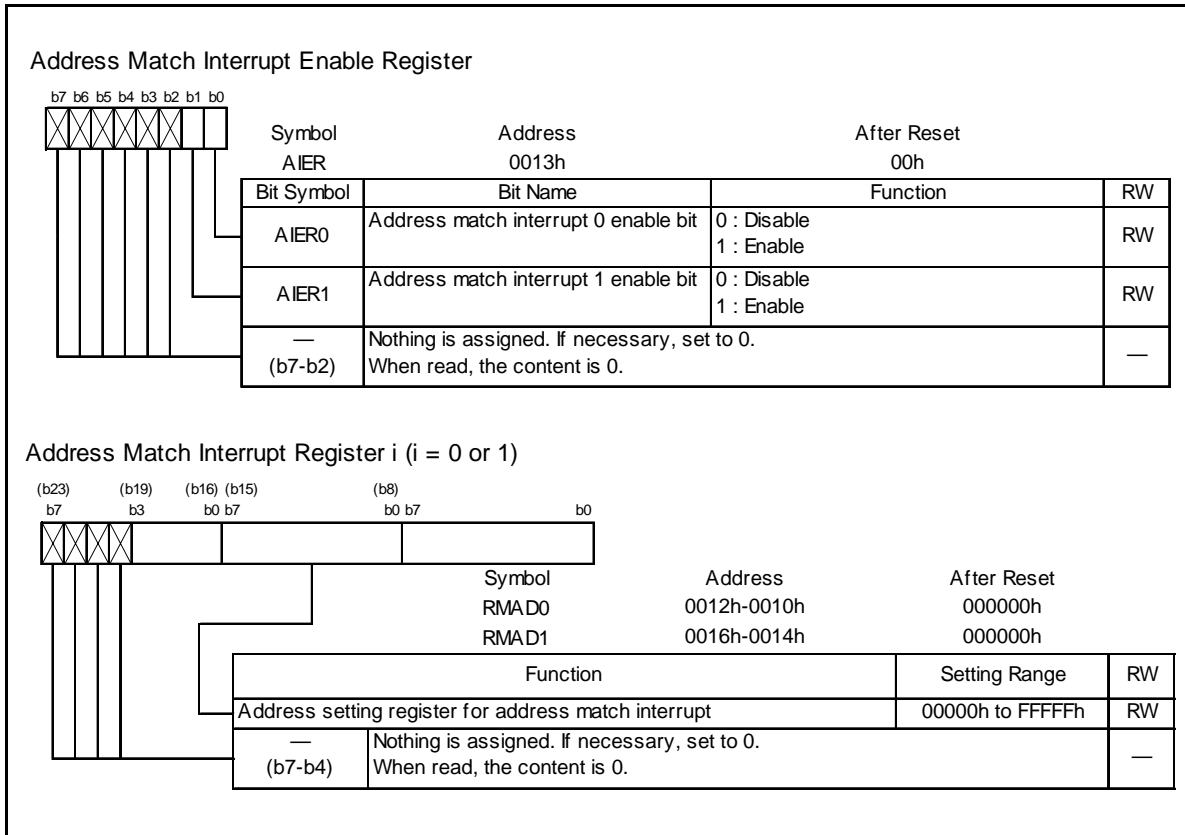 Address Match Interrupt Enable Register
b7 b6 b5 b4 b3 b2 b1 b0
Symbol Address After Reset
AIER 0013h 00h
Bit Symbol Bit Name Function RW
AIER0 Address match interrupt 0 enable bit 0 : Disable RW
1 : Enable
AIER1 Address match interrupt 1 enable bit 0 : Disable RW
1 : Enable
— Nothing is assigned. If necessary, set to 0. —
(b7-b2) When read, the content is 0.
Address Match Interrupt Register i (i = 0 or 1)
(b23) (b19) (b16) (b15) (b8)
b7 b3 b0 b7 b0 b7 b0
Symbol Address After Reset
RMAD0 0012h-0010h 000000h
RMAD1 0016h-0014h 000000h
Function Setting Range RW
Address setting register for address match interrupt 00000h to FFFFFh RW
— Nothing is assigned. If necessary, set to 0. —
(b7-b4) When read, the content is 0.